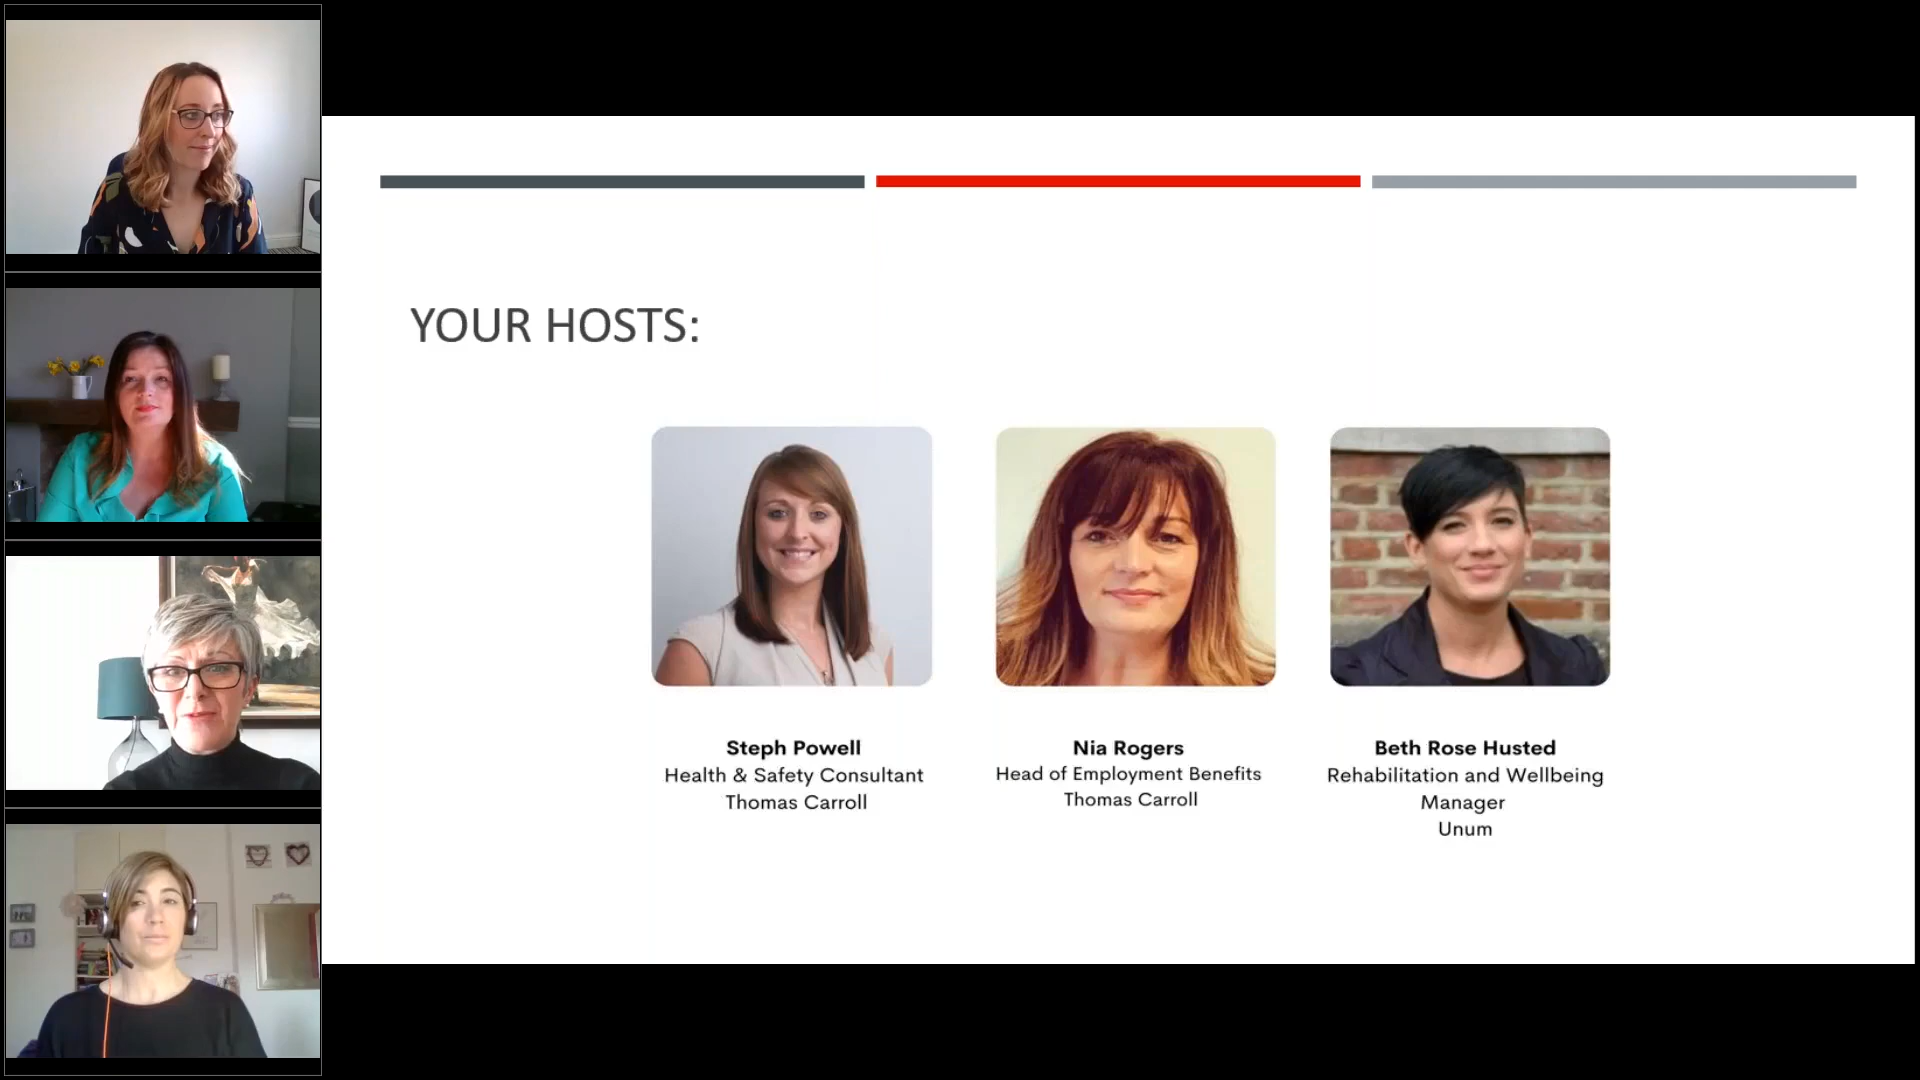 YOUR HOSTS:
Steph Powell
Health & Safety Consultant
Thomas Carroll
Nia Rogers
Head of Employment Benefits
Thomas Carroll
Beth Rose Husted
Rehabilitation and Wellbeing
Manager
Unum